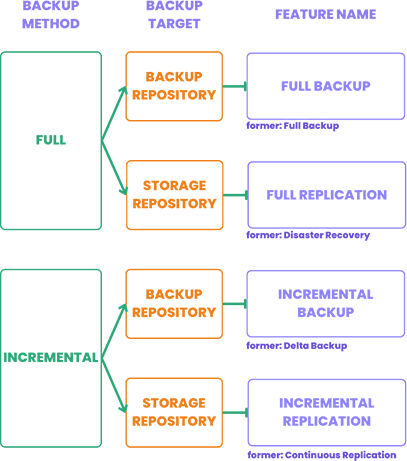 BACKUP
METHOD
BACKUP
TARGET
FEATURE NAME
FULL
BACKUP
REPOSITORY
FULL BACKUP
former: Full Backup
STORAGE
REPOSITORY
FULL REPLICATION
former: Disaster Recovery
INCREMENTAL
BACKUP
REPOSITORY
INCREMENTAL
BACKUP
former: Delta Backup
STORAGE
REPOSITORY
INCREMENTAL
REPLICATION
former: Continuous Replication